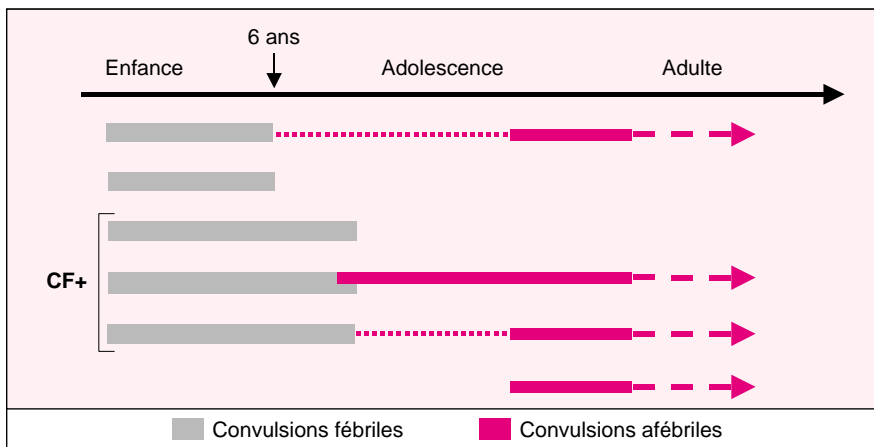 6 ans
Enfance Adolescence Adulte
CF+
Convulsions fébriles Convulsions afébriles